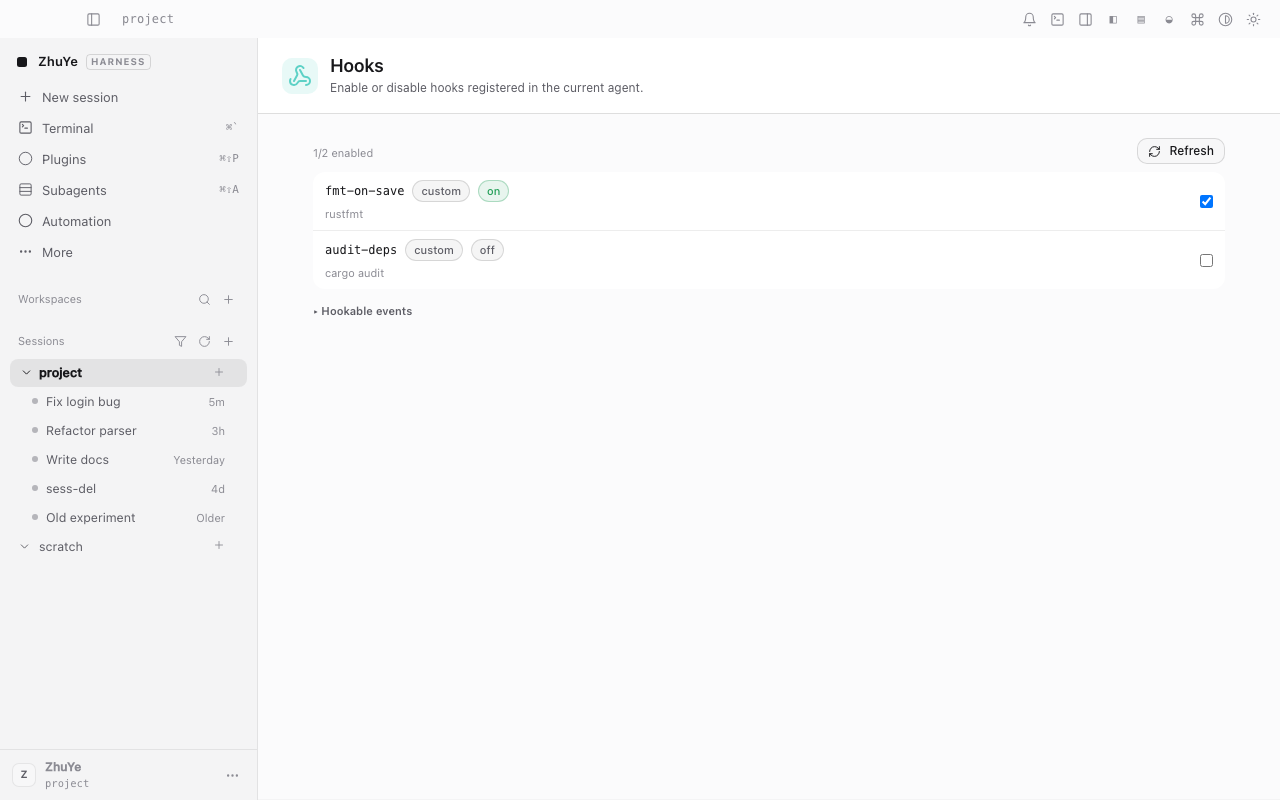 project
ZhuYe HARNESS
New session
Terminal ⌘`
Plugins ⌘⇧P
Subagents ⌘⇧A
Automation
More
Workspaces
Sessions
project
Fix login bug 5m
Refactor parser 3h
Write docs Yesterday
sess-del 4d
Old experiment Older
scratch
Z ZhuYe
project
Hooks
Enable or disable hooks registered in the current agent.
1/2 enabled
Refresh
fmt-on-save custom on
rustfmt
audit-deps custom off
cargo audit
Hookable events